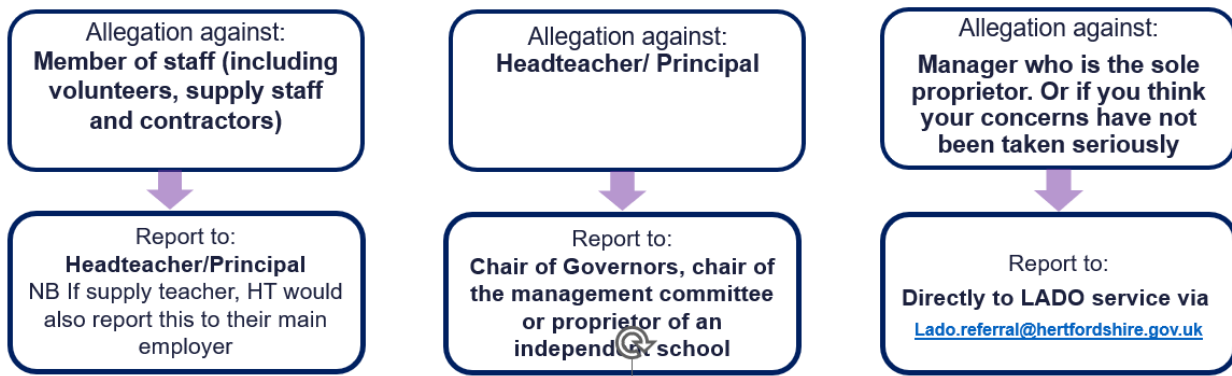 Allegation against:
Member of staff (including
volunteers, supply staff
and contractors)
Report to:
Headteacher/Principal
NB If supply teacher, HT would
also report this to their main
employer
Allegation against:
Headteacher/ Principal
Report to:
Chair of Governors, chair of
the management committee
or proprietor of an
independent school
Allegation against:
Manager who is the sole
proprietor. Or if you think
your concerns have not
been taken seriously
Report to:
Directly to LADO service via
Lado.referral@hertfordshire.gov.uk